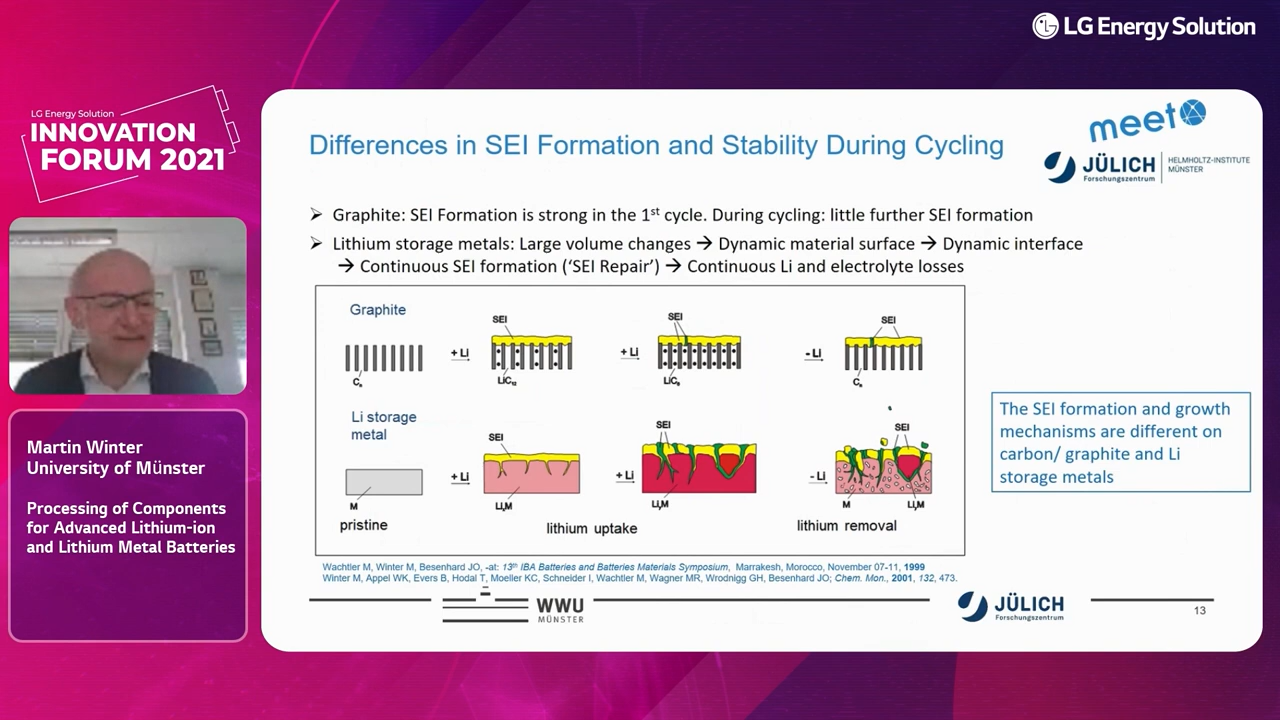 LG Energy Solution
LG Energy Solution
INNOVATION
FORUM 2021
Martin Winter
University of Münster
Processing of Components
for Advanced Lithium-ion
and Lithium Metal Batteries
meet
JÜLICH
Forschungszentrum
HELMHOLTZ-INSTITUTE
MÜNSTER
Differences in SEI Formation and Stability During Cycling
➢ Graphite: SEI Formation is strong in the 1st cycle. During cycling: little further SEI formation
➢ Lithium storage metals: Large volume changes → Dynamic material surface → Dynamic interface
→ Continuous SEI formation (‘SEI Repair’) → Continuous Li and electrolyte losses
Graphite
SEI
SEI
SEI
+ Li
+ Li
- Li
Cn
LiC12
LiC6
Cn
Li storage
metal
SEI
SEI
SEI
+ Li
+ Li
- Li
M
LixM
LiyM
M
LiyM
pristine
lithium uptake
lithium removal
The SEI formation and growth
mechanisms are different on
carbon/ graphite and Li
storage metals
Wachtler M, Winter M, Besenhard JO, -at: 13th IBA Batteries and Batteries Materials Symposium, Marrakesh, Morocco, November 07-11, 1999
Winter M, Appel WK, Evers B, Hodal T, Moeller KC, Schneider I, Wachtler M, Wagner MR, Wrodnigg GH, Besenhard JO; Chem. Mon., 2001, 132, 473.
WWU
MÜNSTER
JÜLICH
Forschungszentrum
13